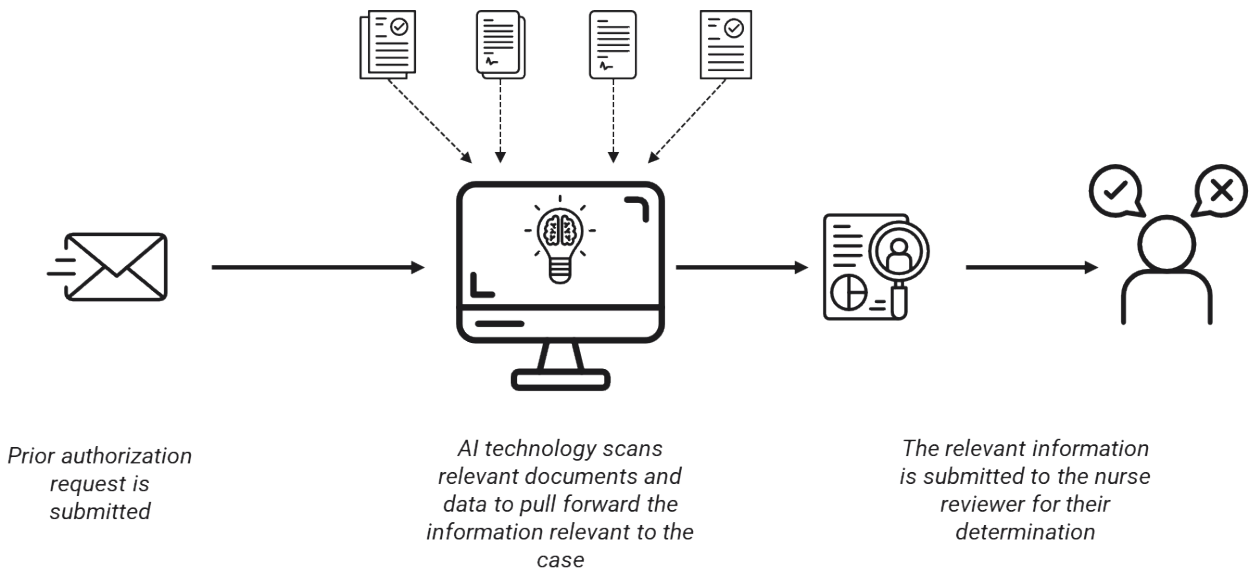 Prior authorization
request is
submitted
AI technology scans
relevant documents and
data to pull forward the
information relevant to the
case
The relevant information
is submitted to the nurse
reviewer for their
determination